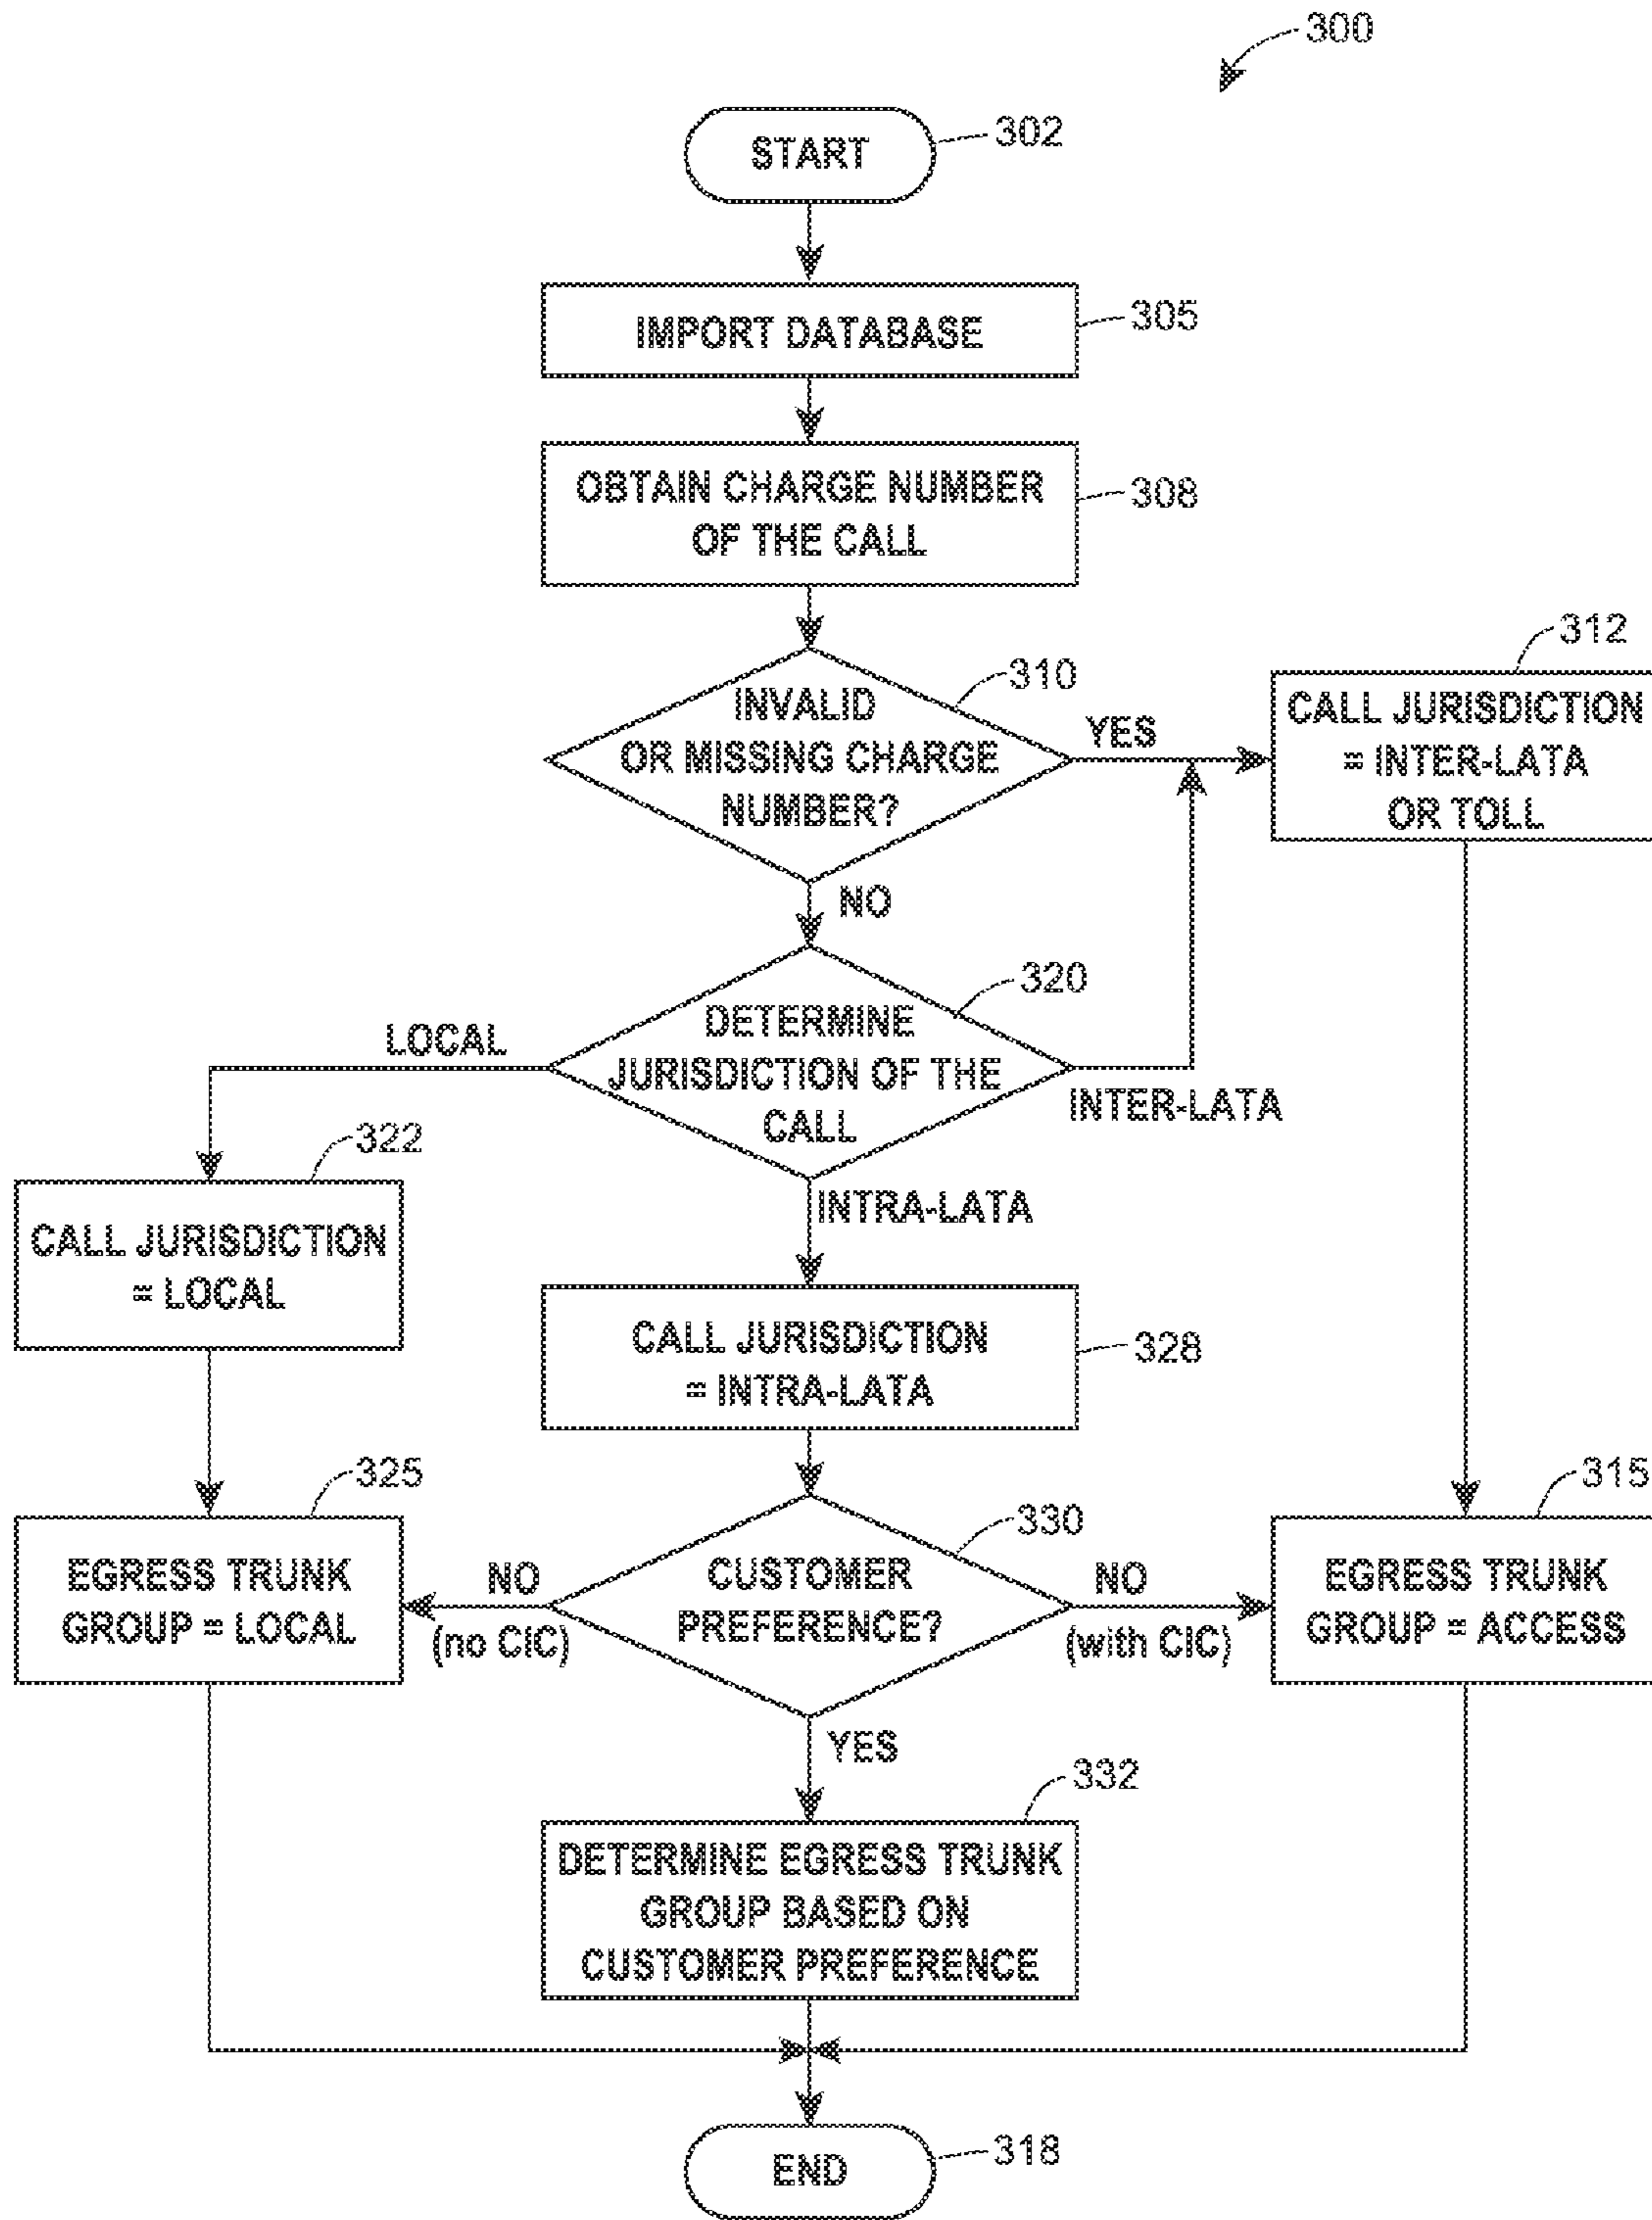 300
START
302
IMPORT DATABASE
305
OBTAIN CHARGE NUMBER
OF THE CALL
308
INVALID
OR MISSING CHARGE
NUMBER?
310
YES
312
CALL JURISDICTION
= INTER-LATA
OR TOLL
NO
DETERMINE
JURISDICTION OF THE
CALL
320
LOCAL
INTER-LATA
322
CALL JURISDICTION
= LOCAL
INTRA-LATA
CALL JURISDICTION
= INTRA-LATA
328
325
EGRESS TRUNK
GROUP = LOCAL
NO
(no CIC)
CUSTOMER
PREFERENCE?
330
NO
(with CIC)
315
EGRESS TRUNK
GROUP = ACCESS
YES
332
DETERMINE EGRESS TRUNK
GROUP BASED ON
CUSTOMER PREFERENCE
END
318